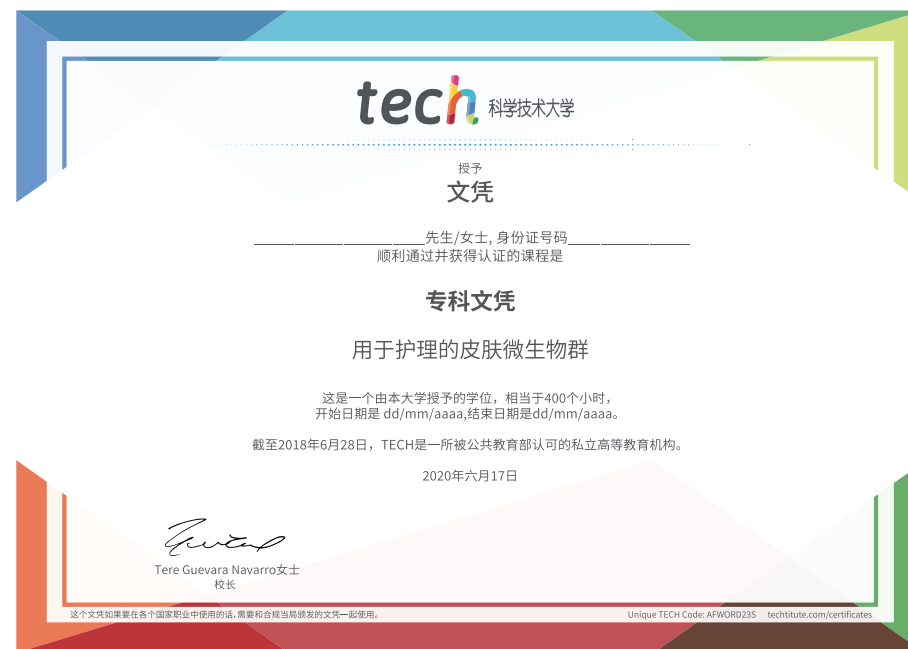 tech 科学技术大学
授予
文凭
____________________先生/女士, 身份证号码______________
顺利通过并获得认证的课程是
专科文凭
用于护理的皮肤微生物群
这是一个由本大学授予的学位，相当于400个小时，
开始日期是 dd/mm/aaaa,结束日期是dd/mm/aaaa。
截至2018年6月28日，TECH是一所被公共教育部认可的私立高等教育机构。
2020年六月17日
Tere Guevara Navarro女士
校长
这个文凭如果要在各个国家职业中使用的话,需要和合规当局颁发的文凭一起使用。
Unique TECH Code: AFWORD23S techtitute.com/certificates